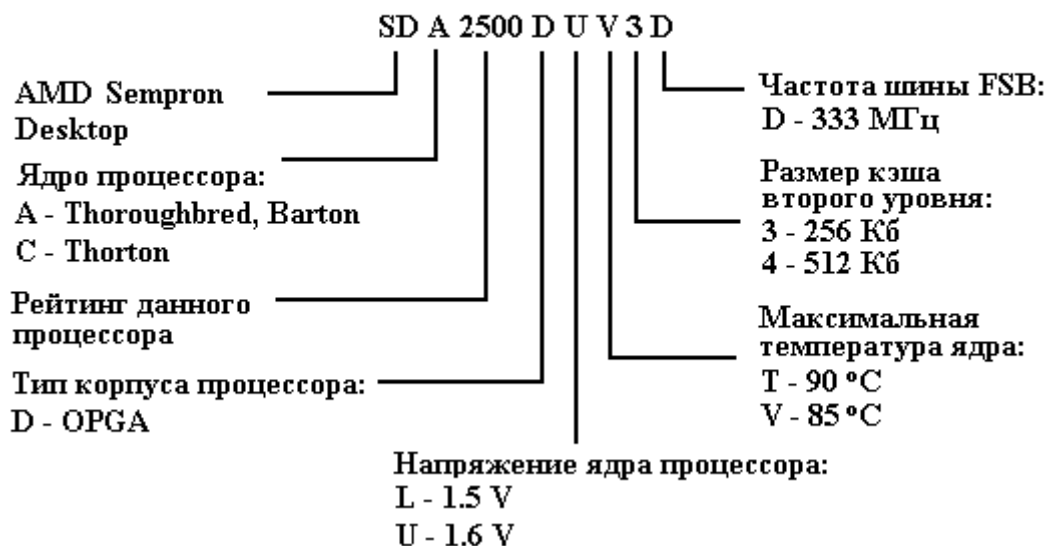 SD A 2500 D U V 3 D
AMD Sempron
Desktop
Ядро процессора:
A - Thoroughbred, Barton
C - Thorton
Рейтинг данного
процессора
Тип корпуса процессора:
D - OPGA
Напряжение ядра процессора:
L - 1.5 V
U - 1.6 V
Частота шины FSB:
D - 333 МГц
Размер кэша
второго уровня:
3 - 256 Кб
4 - 512 Кб
Максимальная
температура ядра:
T - 90 °C
V - 85 °C